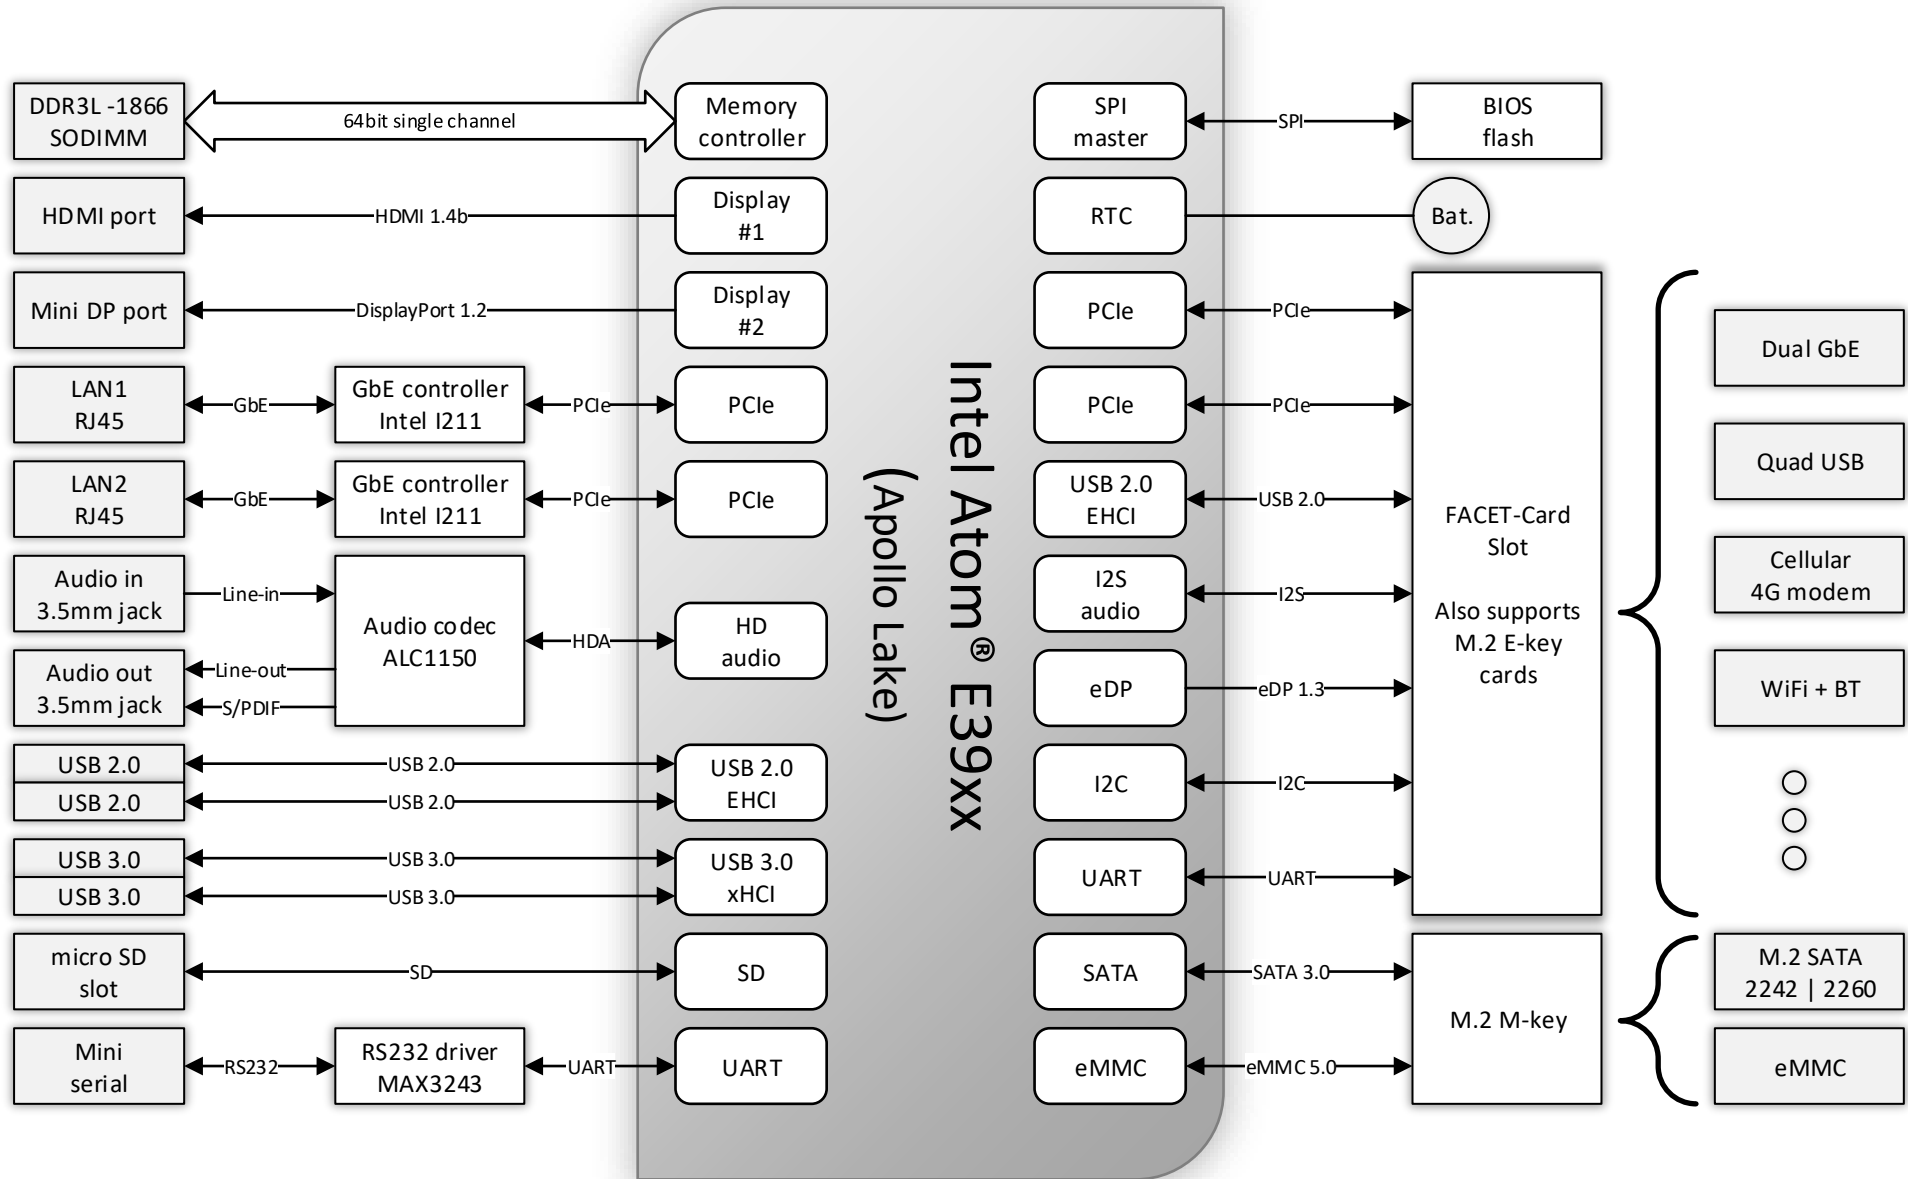 DDR3L -1866
SODIMM
64bit single channel
Memory
controller
SPI
master
SPI
BIOS
flash
HDMI port
HDMI 1.4b
Display
#1
RTC
Bat.
Mini DP port
DisplayPort 1.2
Display
#2
PCIe
PCIe
LAN1
RJ45
GbE
GbE controller
Intel I211
PCIe
PCIe
PCIe
PCIe
LAN2
RJ45
GbE
GbE controller
Intel I211
PCIe
PCIe
USB 2.0
EHCI
USB 2.0
Audio in
3.5mm jack
Line-in
Audio codec
ALC1150
HDA
HD
audio
I2S
audio
I2S
Audio out
3.5mm jack
Line-out
S/PDIF
eDP
eDP 1.3
USB 2.0
USB 2.0
USB 2.0
USB 2.0
USB 2.0
EHCI
I2C
I2C
USB 3.0
USB 3.0
USB 3.0
USB 3.0
USB 3.0
xHCI
UART
UART
micro SD
slot
SD
SD
SATA
SATA 3.0
Mini
serial
RS232
RS232 driver
MAX3243
UART
UART
eMMC
eMMC 5.0
Intel Atom® E39xx
(Apollo Lake)
FACET-Card
Slot
Also supports
M.2 E-key
cards
M.2 M-key
Dual GbE
Quad USB
Cellular
4G modem
WiFi + BT
M.2 SATA
2242 | 2260
eMMC